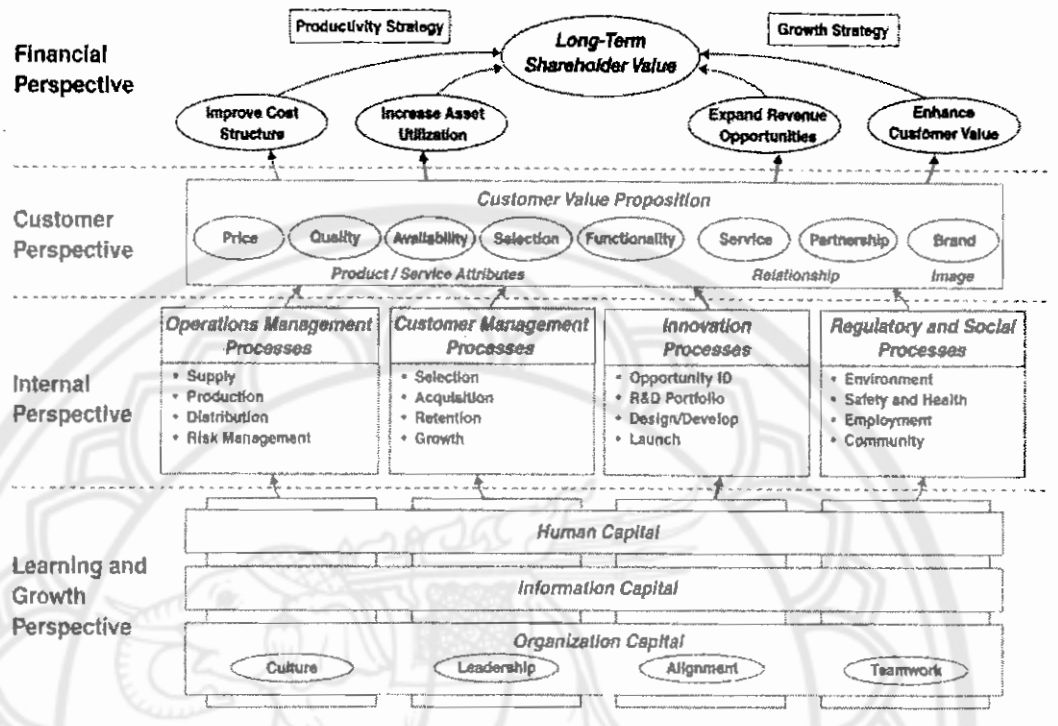 Productivity Strategy
Growth Strategy
Long-Term
Shareholder Value
Financial
Perspective
Improve Cost
Structure
Increase Asset
Utilization
Expand Revenue
Opportunities
Enhance
Customer Value
Customer
Perspective
Customer Value Proposition
Price
Quality
Availability
Selection
Functionality
Service
Partnership
Brand
Product / Service Attributes
Relationship
Image
Internal
Perspective
Operations Management
Processes
• Supply
• Production
• Distribution
• Risk Management
Customer Management
Processes
• Selection
• Acquisition
• Retention
• Growth
Innovation
Processes
• Opportunity ID
• R&D Portfolio
• Design/Develop
• Launch
Regulatory and Social
Processes
• Environment
• Safety and Health
• Employment
• Community
Learning and
Growth
Perspective
Human Capital
Information Capital
Organization Capital
Culture
Leadership
Alignment
Teamwork